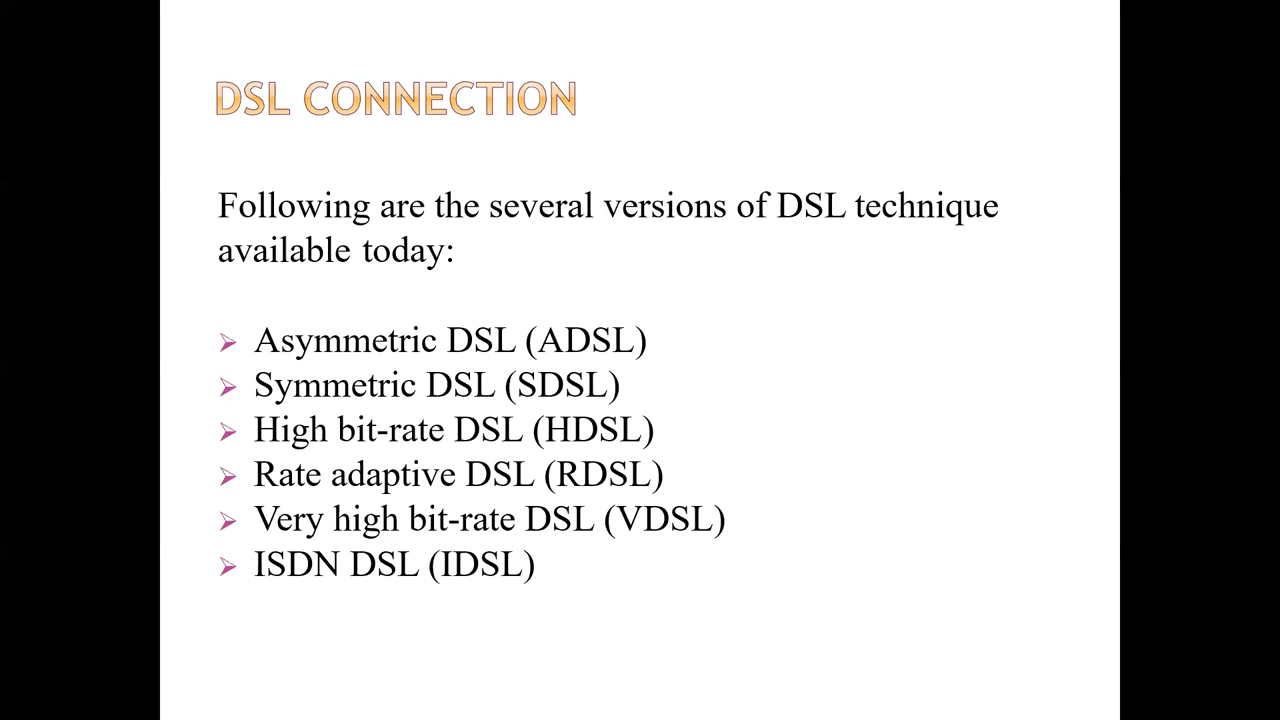 DSL CONNECTION
Following are the several versions of DSL technique
available today:
Asymmetric DSL (ADSL)
Symmetric DSL (SDSL)
High bit-rate DSL (HDSL)
Rate adaptive DSL (RDSL)
Very high bit-rate DSL (VDSL)
ISDN DSL (IDSL)